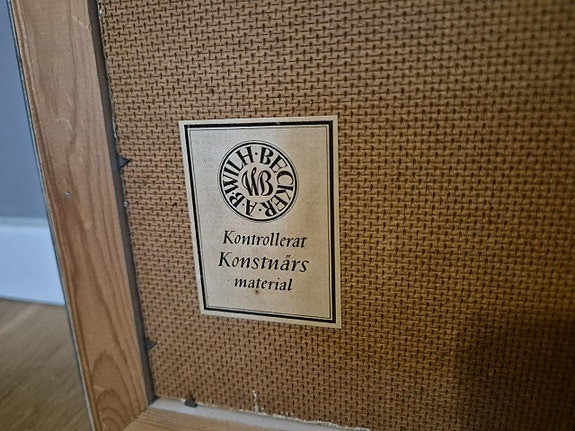 A·B·WILH·BECKER·
WB
Kontrollerat
Konstnärs
material